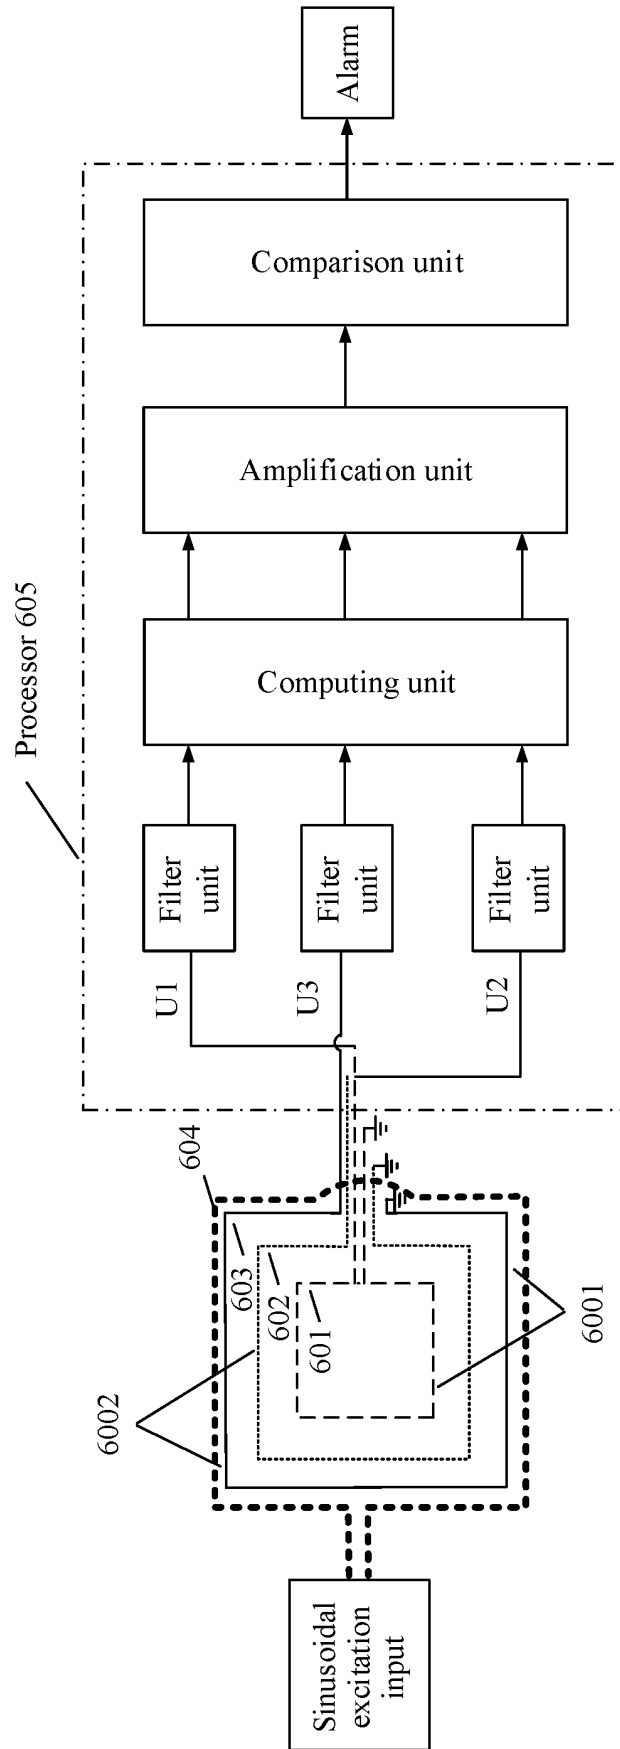 Alarm
Comparison unit
Amplification unit
Processor 605
Computing unit
Filter
unit
Filter
unit
Filter
unit
U1
U3
U2
604
603
602
601
6002
6001
Sinusoidal
excitation
input